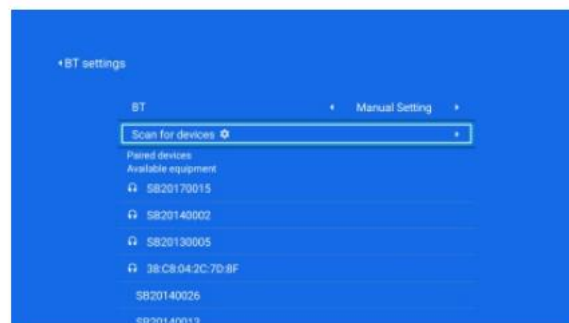 BT settings
BT Manual Setting
Scan for devices
Paired devices
Available equipment
SB20170015
SB20140002
SB20130005
38:C8:04:2C:7D:8F
SB20140026
SB20140013